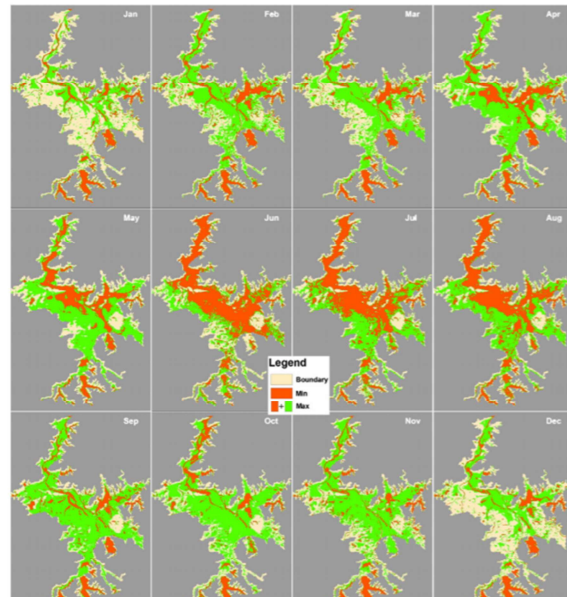 Jan
Feb
Mar
Apr
May
Jun
Jul
Aug
Legend
Boundary
Min
+ Max
Sep
Oct
Nov
Dec